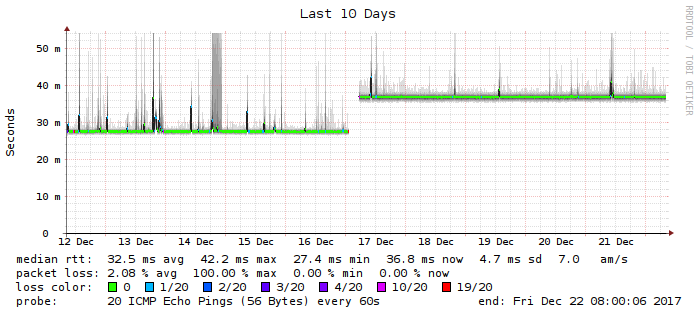 Last 10 Days
RRDTOOL / TOBI OETIKER
Seconds
50 m
40 m
30 m
20 m
10 m
0
12 Dec 13 Dec 14 Dec 15 Dec 16 Dec 17 Dec 18 Dec 19 Dec 20 Dec 21 Dec
median rtt: 32.5 ms avg 42.2 ms max 27.4 ms min 36.8 ms now 4.7 ms sd 7.0 am/s
packet loss: 2.08 % avg 100.00 % max 0.00 % min 0.00 % now
loss color: 0 1/20 2/20 3/20 4/20 10/20 19/20
probe: 20 ICMP Echo Pings (56 Bytes) every 60s end: Fri Dec 22 08:00:06 2017